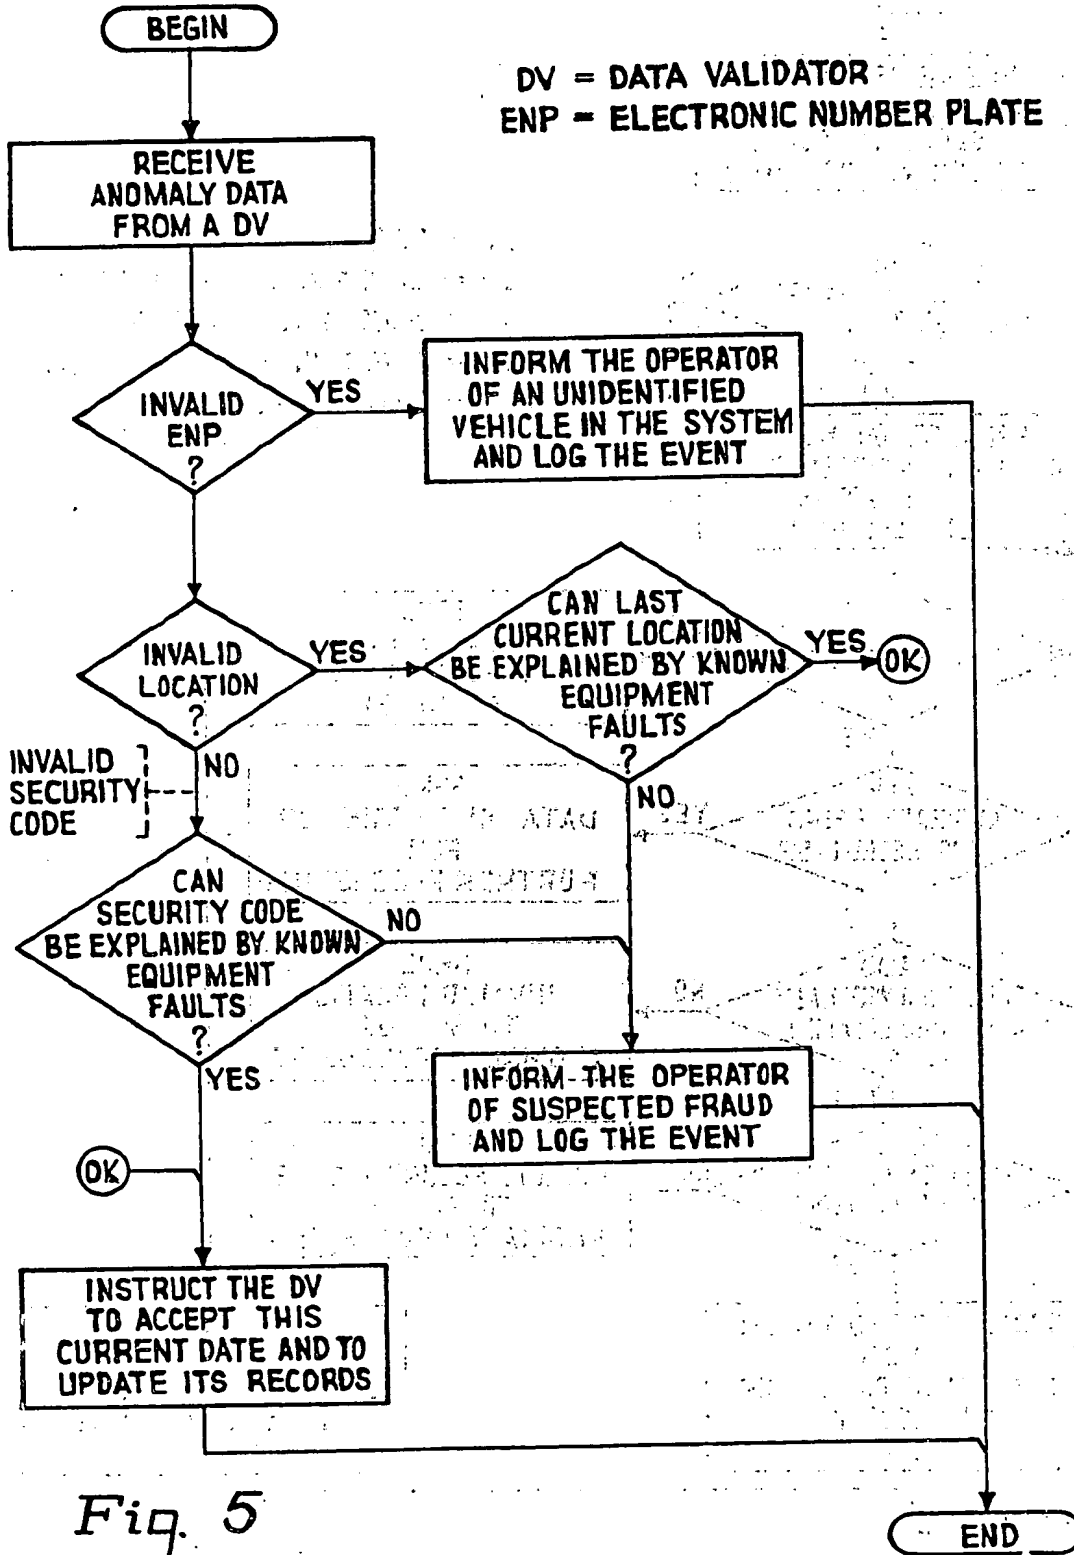 BEGIN
DV = DATA VALIDATOR
ENP = ELECTRONIC NUMBER PLATE
RECEIVE
ANOMALY DATA
FROM A DV
INVALID
ENP
?
YES
INFORM THE OPERATOR
OF AN UNIDENTIFIED
VEHICLE IN THE SYSTEM
AND LOG THE EVENT
INVALID
LOCATION
?
YES
CAN LAST
CURRENT LOCATION
BE EXPLAINED BY KNOWN
EQUIPMENT
FAULTS
?
YES
OK
NO
INVALID
SECURITY
CODE
NO
CAN
SECURITY CODE
BE EXPLAINED BY KNOWN
EQUIPMENT
FAULTS
?
NO
YES
INFORM THE OPERATOR
OF SUSPECTED FRAUD
AND LOG THE EVENT
OK
INSTRUCT THE DV
TO ACCEPT THIS
CURRENT DATE AND TO
UPDATE ITS RECORDS
Fig. 5
END